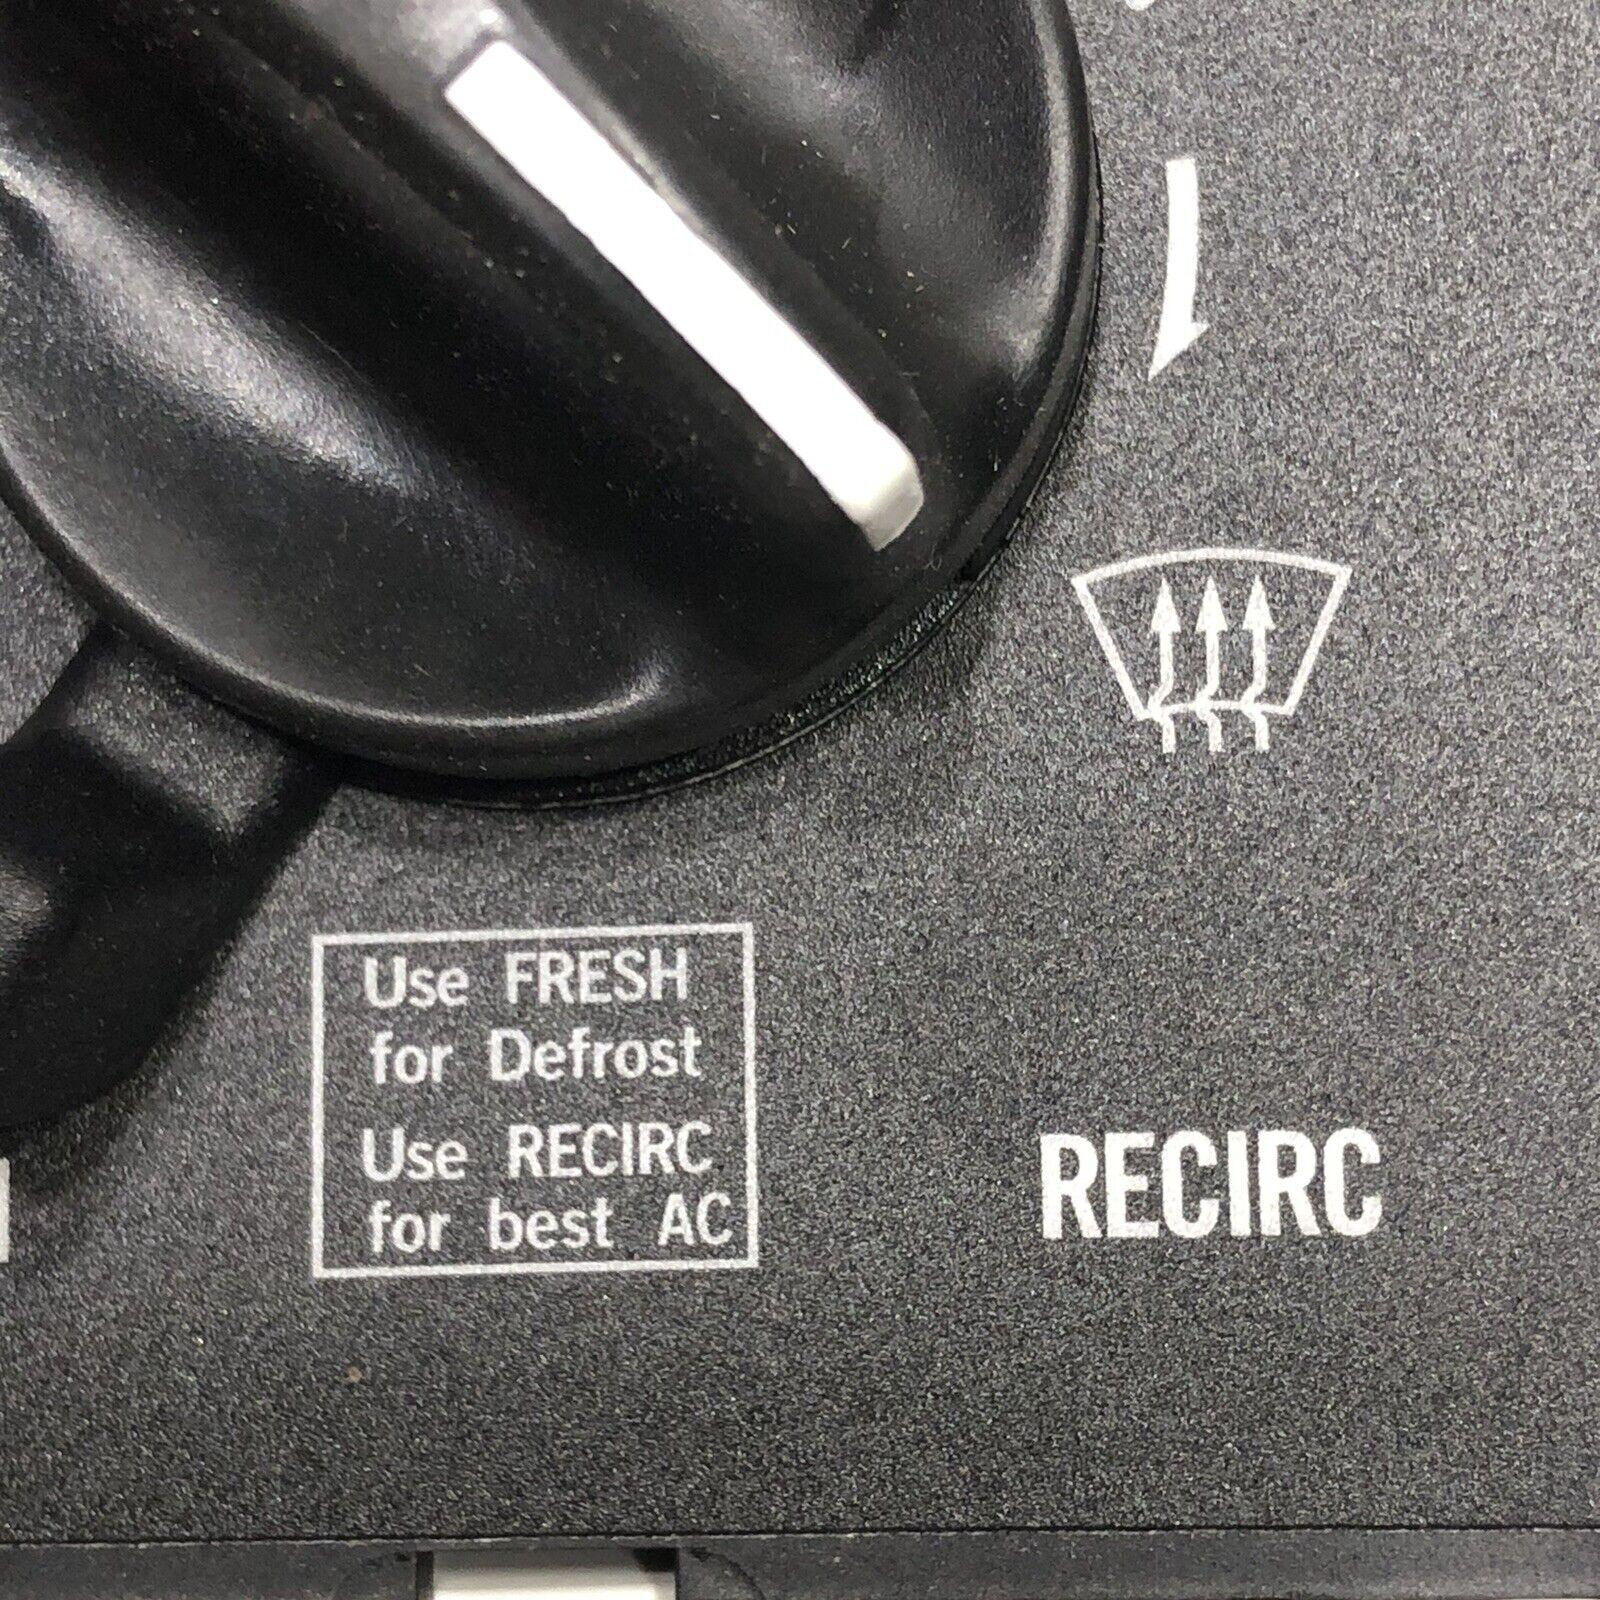 Use FRESH
for Defrost
Use RECIRC
for best AC
RECIRC